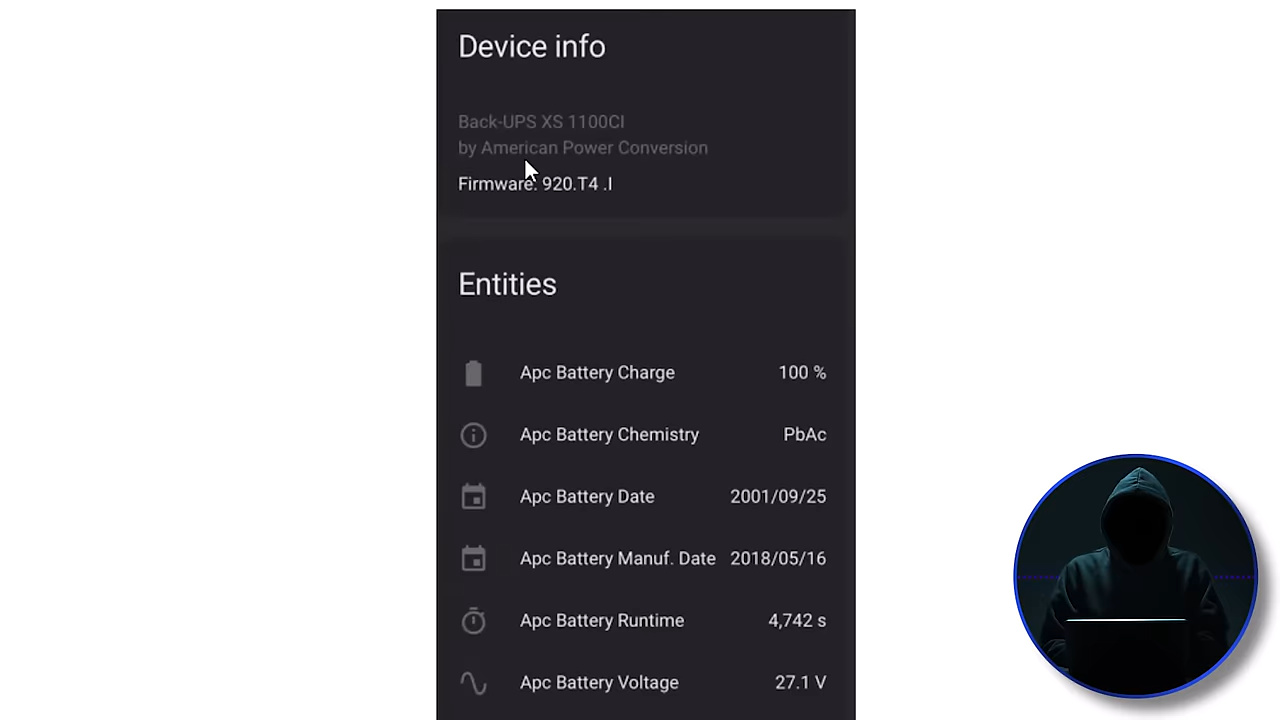 Device info
Back-UPS XS 1100CI
by American Power Conversion
Firmware: 920.T4 .I
Entities
Apc Battery Charge 100 %
Apc Battery Chemistry PbAc
Apc Battery Date 2001/09/25
Apc Battery Manuf. Date 2018/05/16
Apc Battery Runtime 4,742 s
Apc Battery Voltage 27.1 V